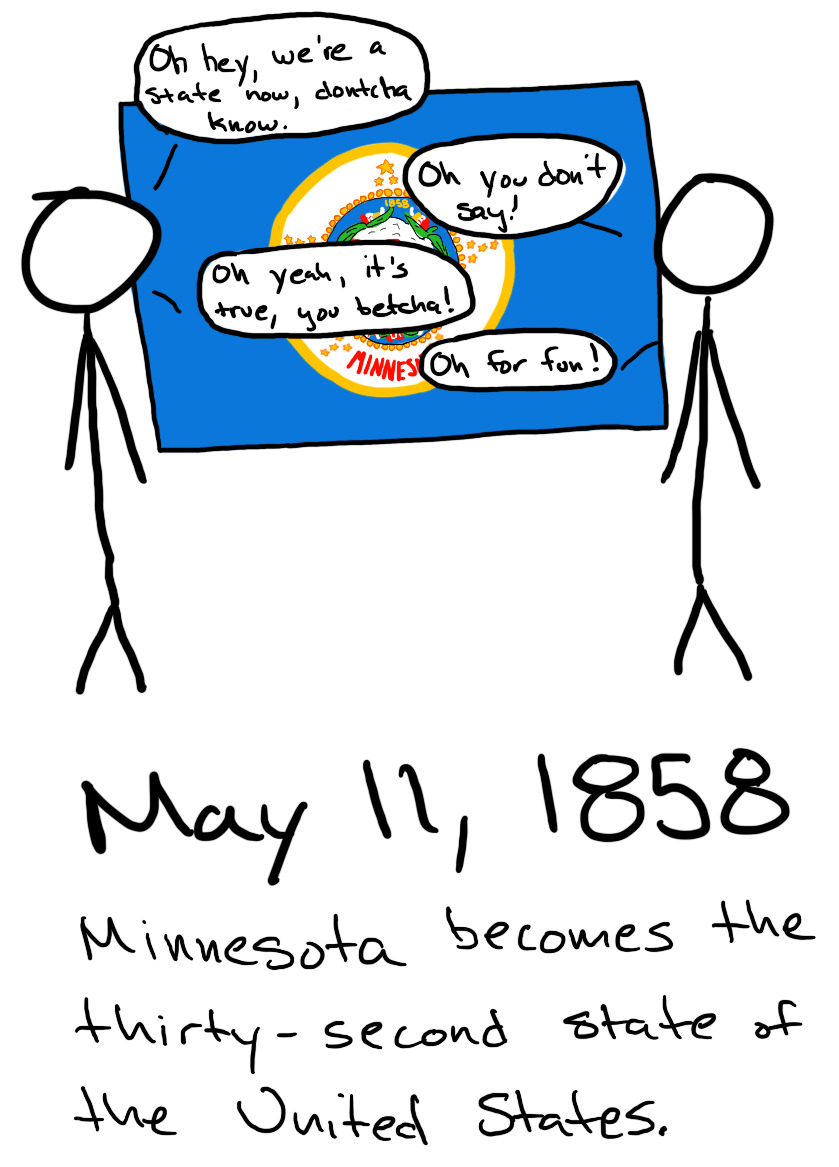 Oh hey, we're a
state now, dontcha
know.
Oh you don't
say!
Oh yeah, it's
true, you betcha!
Oh for fun!
1858
MINNES
May 11, 1858
Minnesota becomes the
thirty-second state of
the United States.